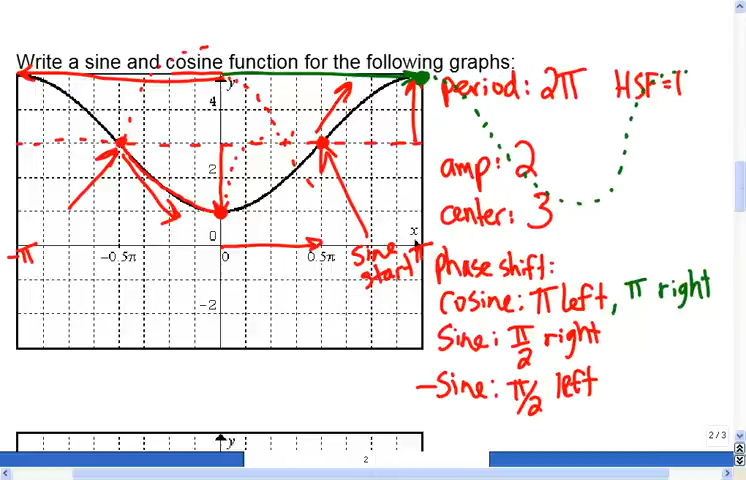 Write a sine and cosine function for the following graphs:
y
period: 2π HSF=1
4
amp: 2
2
center: 3
0
x
-π
-0.5π
0
0.5π
π
sine
start
phase shift:
cosine: π left, π right
sine: π/2 right
-sine: π/2 left
-2
2 / 3
y
2